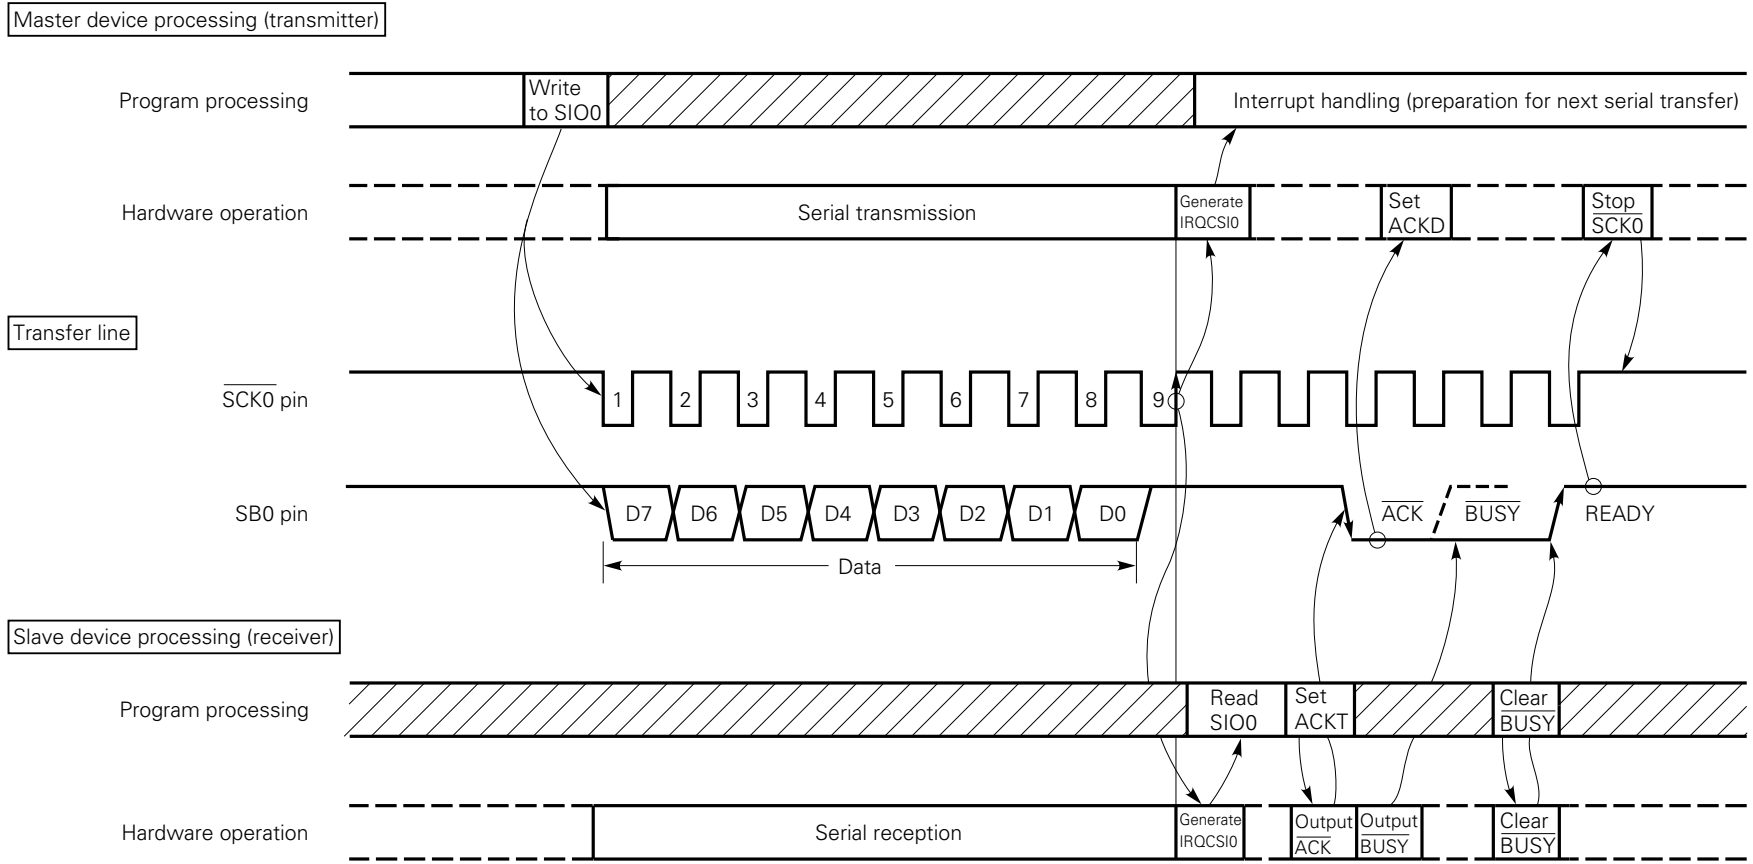 Master device processing (transmitter)
Program processing
Write
to SIO0
Interrupt handling (preparation for next serial transfer)
Hardware operation
Serial transmission
Generate
IRQCSI0
Set
ACKD
Stop
SCK0
Transfer line
SCK0 pin
1 2 3 4 5 6 7 8 9
SB0 pin
D7 D6 D5 D4 D3 D2 D1 D0
ACK BUSY READY
Data
Slave device processing (receiver)
Program processing
Read
SIO0
Set
ACKT
Clear
BUSY
Hardware operation
Serial reception
Generate
IRQCSI0
Output
ACK
Output
BUSY
Clear
BUSY